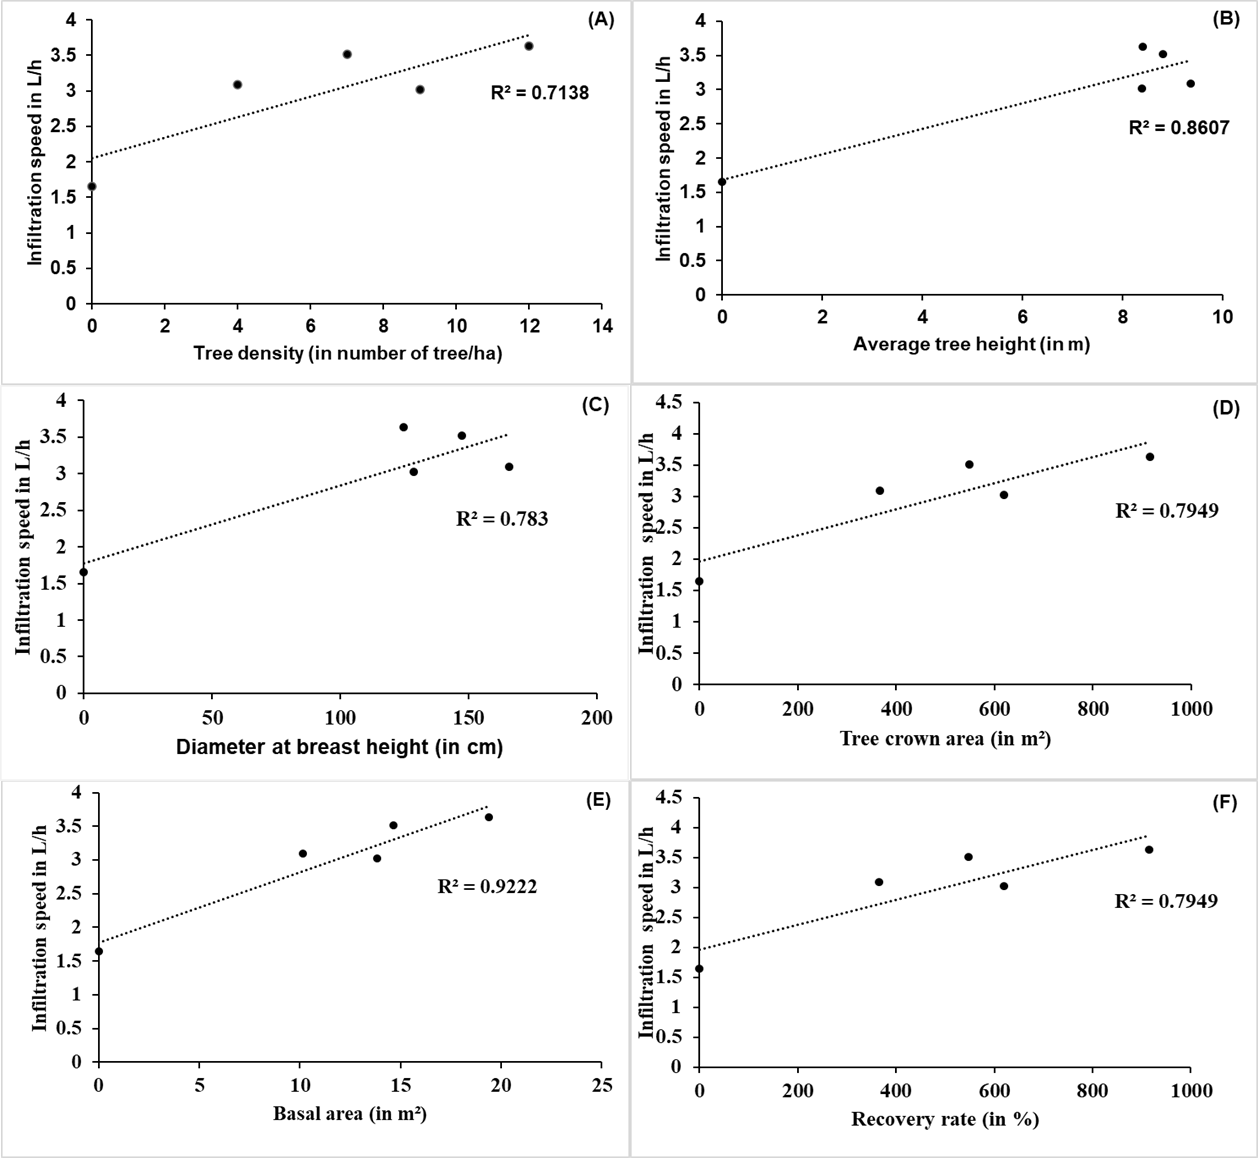 (A)
Infiltration speed in L/h
4
3.5
3
2.5
2
1.5
1
0.5
0
R² = 0.7138
0 2 4 6 8 10 12 14
Tree density (in number of tree/ha)
(B)
Infiltration speed in L/h
4
3.5
3
2.5
2
1.5
1
0.5
0
R² = 0.8607
0 2 4 6 8 10
Average tree height (in m)
(C)
Infiltration speed in L/h
4
3.5
3
2.5
2
1.5
1
0.5
0
R² = 0.783
0 50 100 150 200
Diameter at breast height (in cm)
(D)
Infiltration speed in L/h
4.5
4
3.5
3
2.5
2
1.5
1
0.5
0
R² = 0.7949
0 200 400 600 800 1000
Tree crown area (in m²)
(E)
Infiltration speed in L/h
4
3.5
3
2.5
2
1.5
1
0.5
0
R² = 0.9222
0 5 10 15 20 25
Basal area (in m²)
(F)
Infiltration speed in L/h
4.5
4
3.5
3
2.5
2
1.5
1
0.5
0
R² = 0.7949
0 200 400 600 800 1000
Recovery rate (in %)